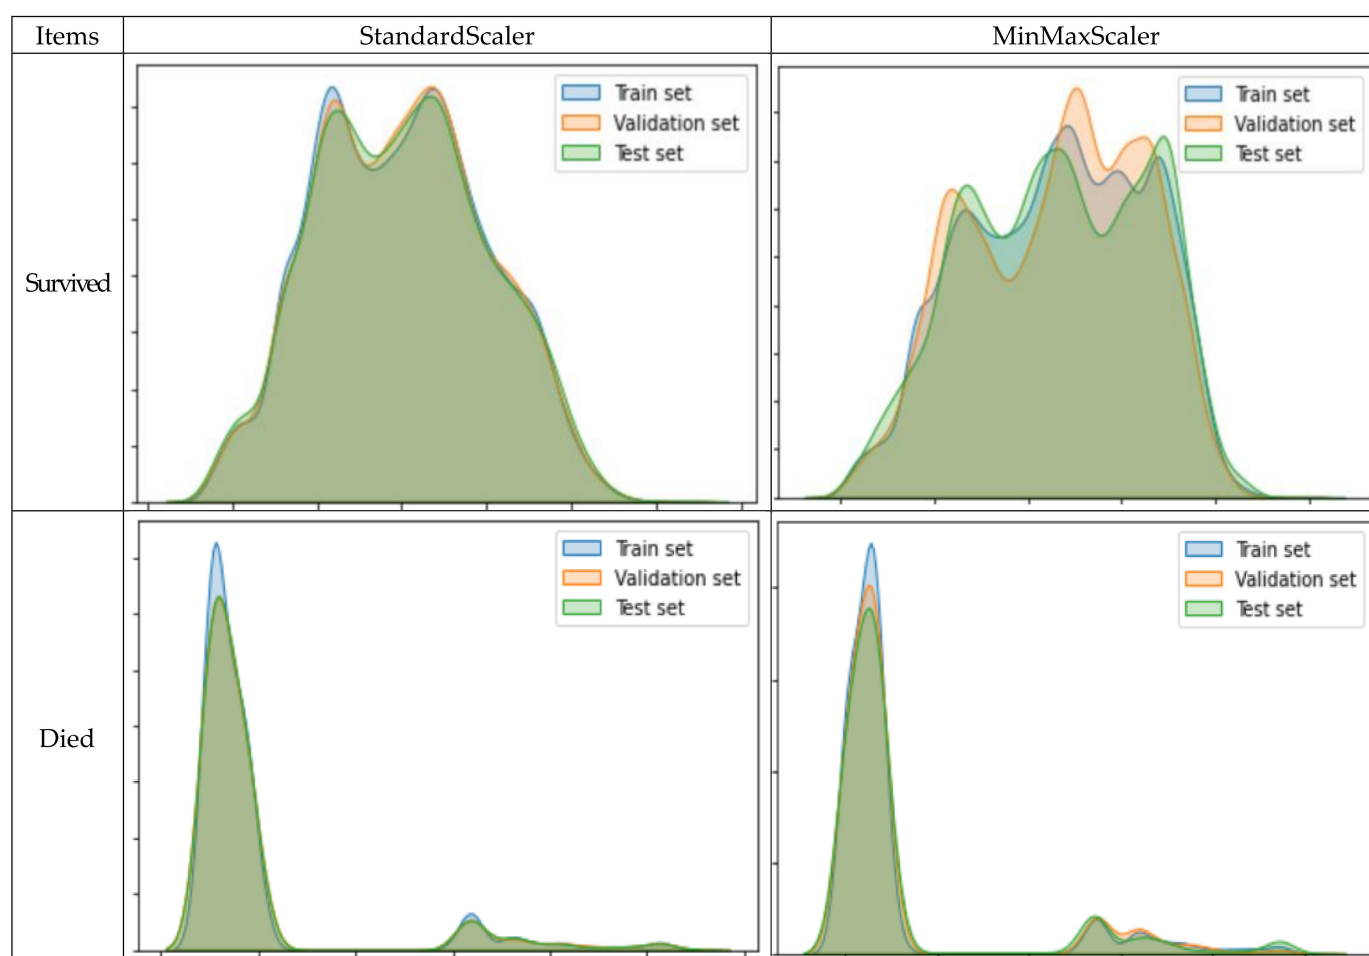 Items StandardScaler MinMaxScaler
Survived
Train set
Validation set
Test set
Train set
Validation set
Test set
Died
Train set
Validation set
Test set
Train set
Validation set
Test set